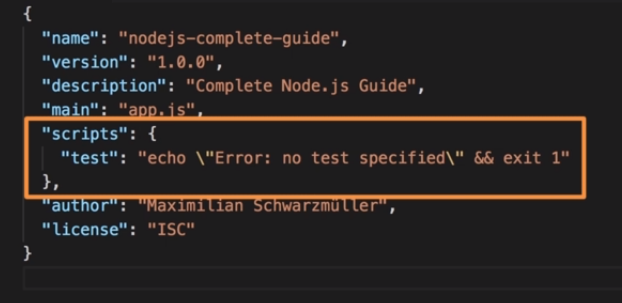 {
"name": "nodejs-complete-guide",
"version": "1.0.0",
"description": "Complete Node.js Guide",
"main": "app.js",
"scripts": {
"test": "echo \"Error: no test specified\" && exit 1"
},
"author": "Maximilian Schwarzmüller",
"license": "ISC"
}